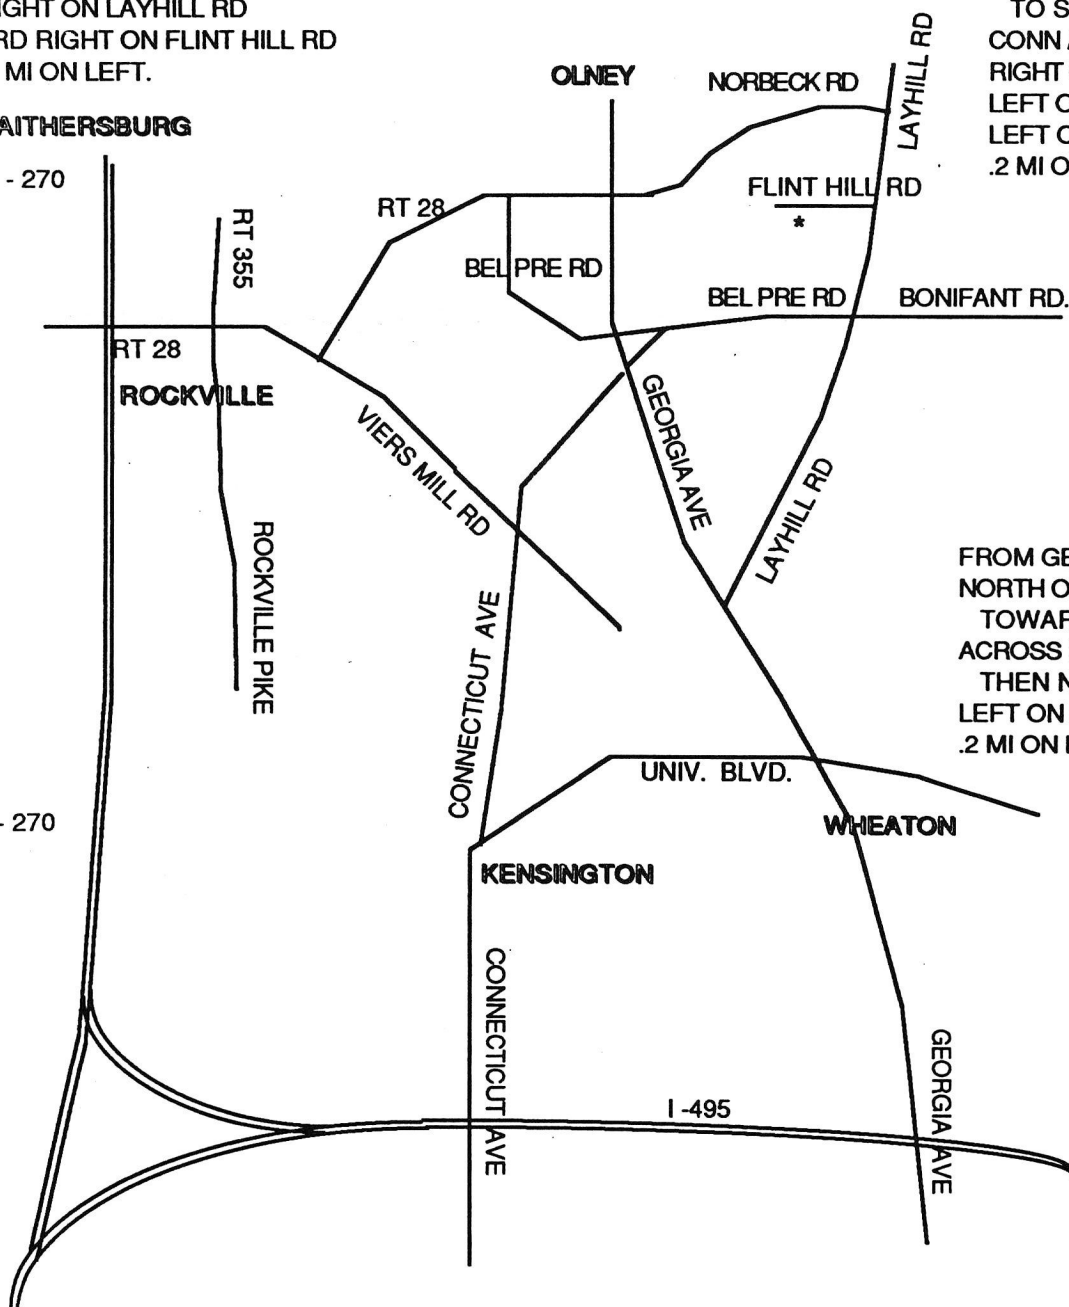 IGHT ON LAYHILL RD
RD RIGHT ON FLINT HILL RD
MI ON LEFT.
TO S
CONN A
RIGHT
LEFT O
LEFT O
.2 MI O
OLNEY
NORBECK RD
LAYHILL RD
AITHERSBURG
- 270
FLINT HILL RD
*
RT 28
RT 355
BEL PRE RD
BEL PRE RD
BONIFANT RD.
RT 28
ROCKVILLE
VIERS MILL RD
GEORGIA AVE
LAYHILL RD
ROCKVILLE PIKE
FROM GE
NORTH O
TOWAR
ACROSS
THEN N
LEFT ON
.2 MI ON
CONNECTICUT AVE
UNIV. BLVD.
- 270
WHEATON
KENSINGTON
CONNECTICUT AVE
GEORGIA AVE
I -495